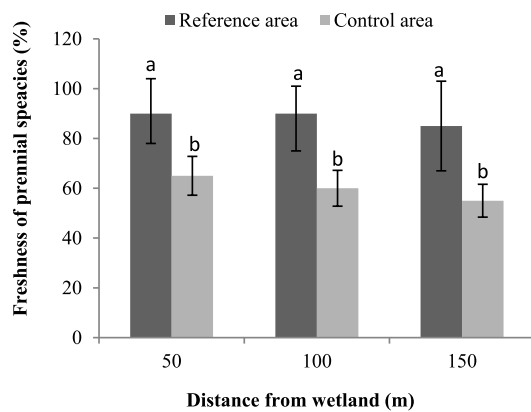 Reference area Control area
Freshness of prennial speacies (%)
120
100
80
60
40
20
0
a
b
a
b
a
b
50 100 150
Distance from wetland (m)